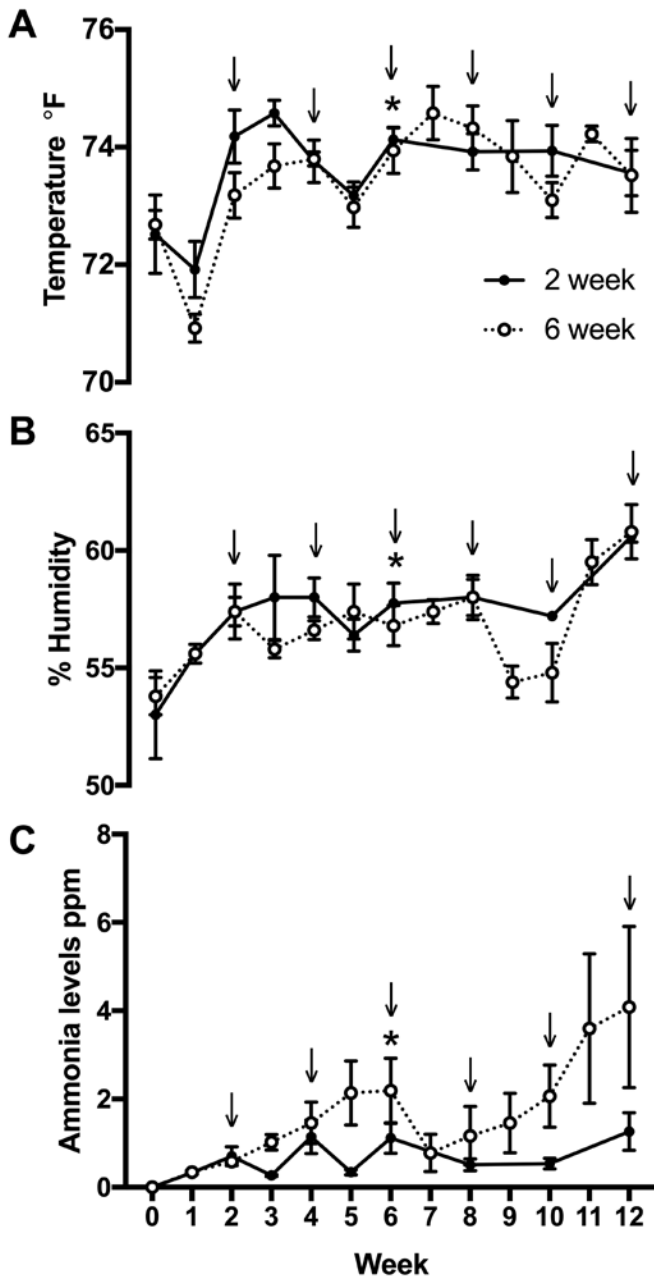 A
Temperature °F
76
74
72
70
*
2 week
6 week
B
% Humidity
65
60
55
50
*
C
Ammonia levels ppm
8
6
4
2
0
*
0 1 2 3 4 5 6 7 8 9 10 11 12
Week